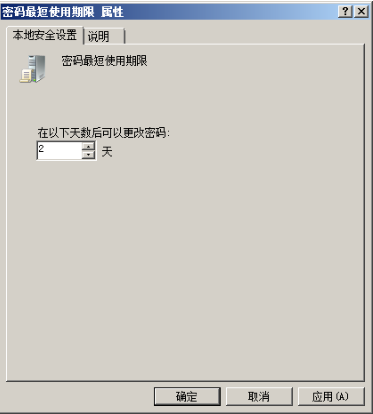 密码最短使用期限 属性
本地安全设置 说明
密码最短使用期限
在以下天数后可以更改密码:
2 天
确定 取消 应用(A)